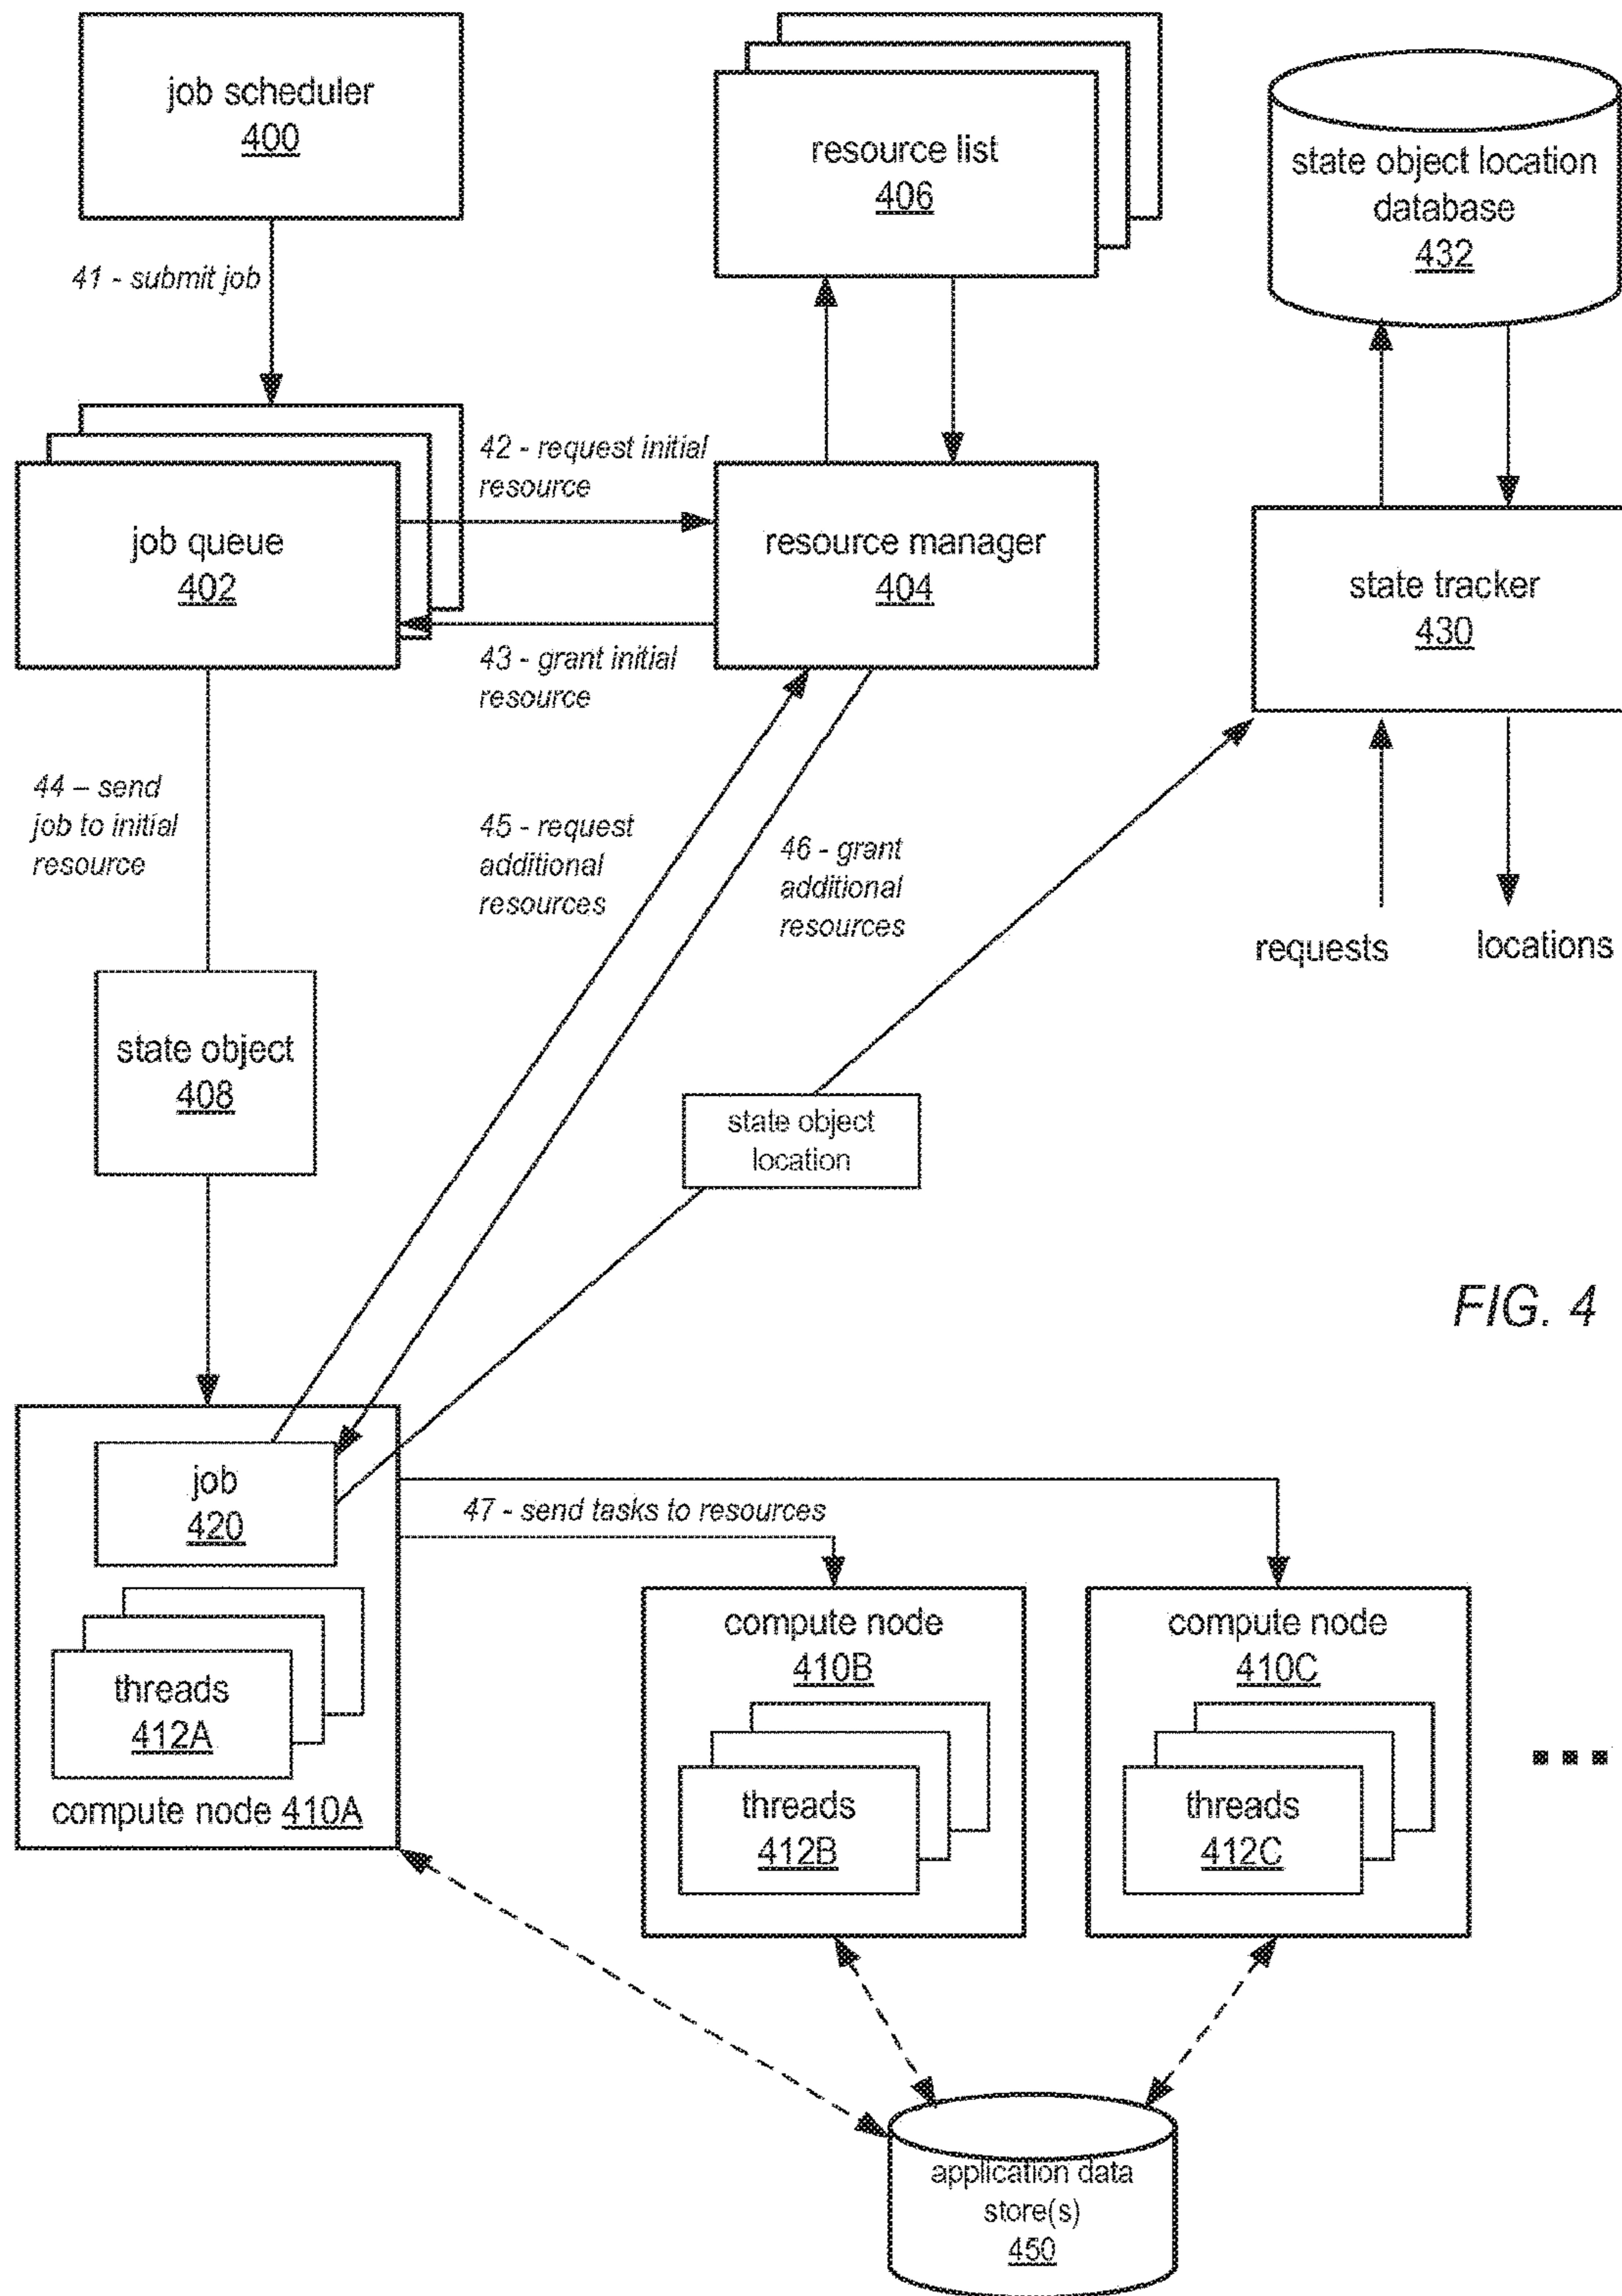 job scheduler
400
resource list
406
state object location
database
432
41 - submit job
42 - request initial
resource
job queue
402
resource manager
404
state tracker
430
43 - grant initial
resource
44 – send
job to initial
resource
45 - request
additional
resources
46 - grant
additional
resources
requests
locations
state object
408
state object
location
FIG. 4
job
420
47 - send tasks to resources
threads
412A
compute node 410A
compute node
410B
threads
412B
compute node
410C
threads
412C
...
application data
store(s)
450